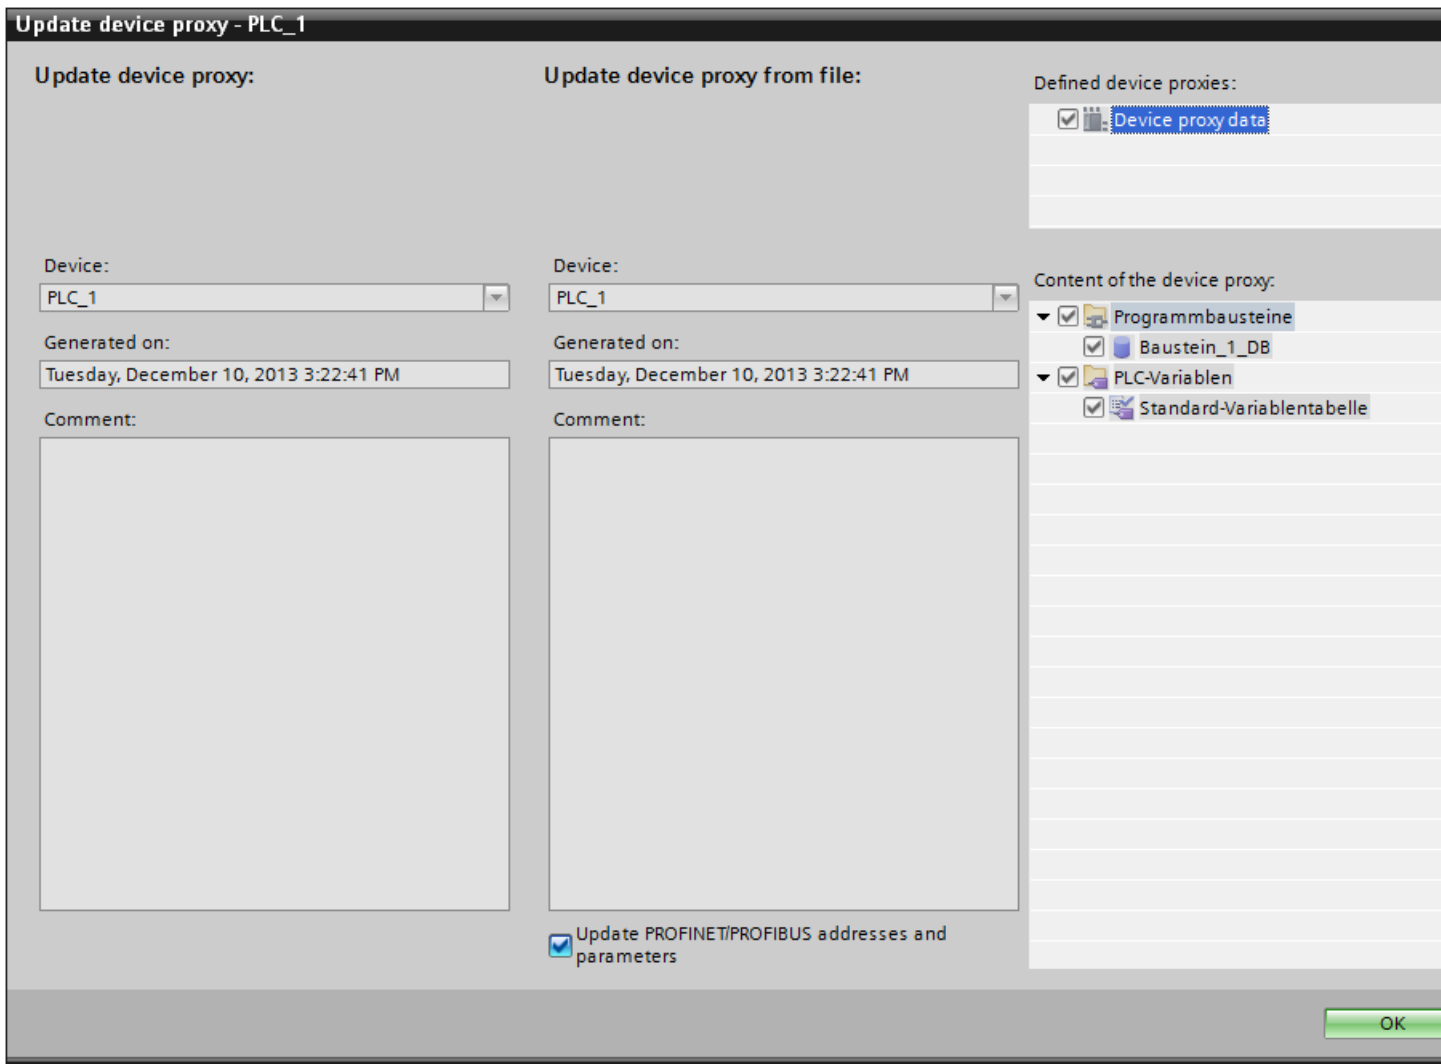 Update device proxy - PLC_1
Update device proxy:
Device:
PLC_1
Generated on:
Tuesday, December 10, 2013 3:22:41 PM
Comment:
Update device proxy from file:
Device:
PLC_1
Generated on:
Tuesday, December 10, 2013 3:22:41 PM
Comment:
Update PROFINET/PROFIBUS addresses and
parameters
Defined device proxies:
Device proxy data
Content of the device proxy:
Programmbausteine
Baustein_1_DB
PLC-Variablen
Standard-Variablentabelle
OK